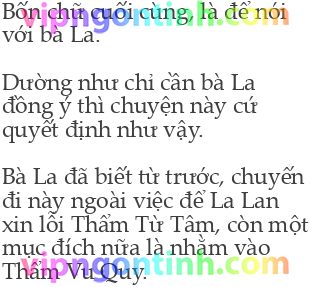 Bốn chữ cuối cùng, là để nói
với bà La.
Dường như chỉ cần bà La
đồng ý thì chuyện này cứ
quyết định như vậy.
Bà La đã biết từ trước, chuyến
đi này ngoài việc để La Lan
xin lỗi Thẩm Từ Tâm, còn một
mục đích nữa là nhằm vào
Thẩm Vu Quy.
vipngontinh.com
vipngontinh.com